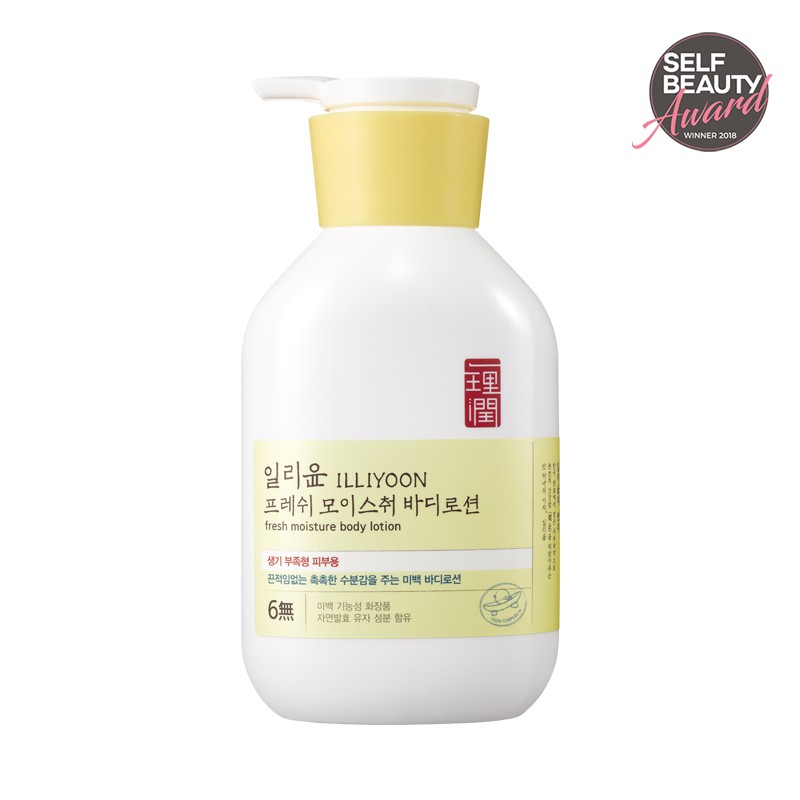 SELF
BEAUTY
Award
WINNER 2018
一理潤
일리윤 ILLIYOON
프레쉬 모이스춰 바디로션
fresh moisture body lotion
생기 부족형 피부용
끈적임없는 촉촉한 수분감을 주는 미백 바디로션
6無
미백 기능성 화장품
자연발효 유자 성분 함유